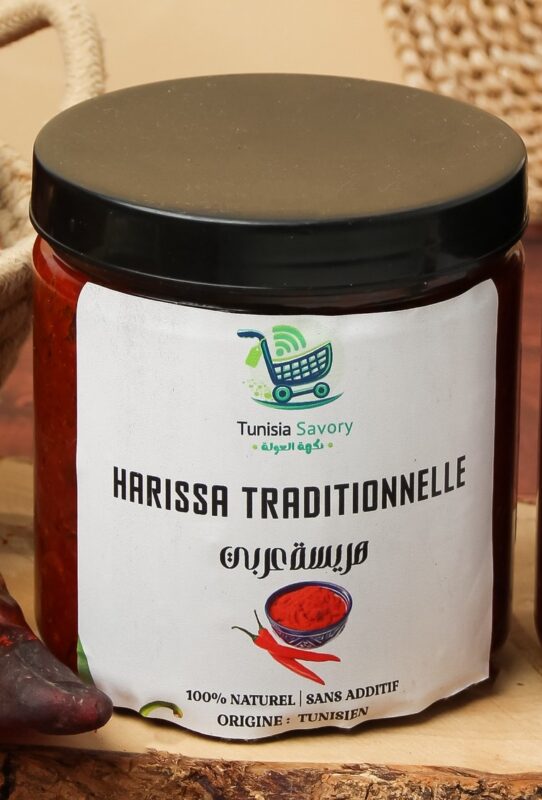 Tunisia Savory
• نكهة العولة •
HARISSA TRADITIONNELLE
هريسة عربي
100% NATUREL | SANS ADDITIF
ORIGINE : TUNISIEN